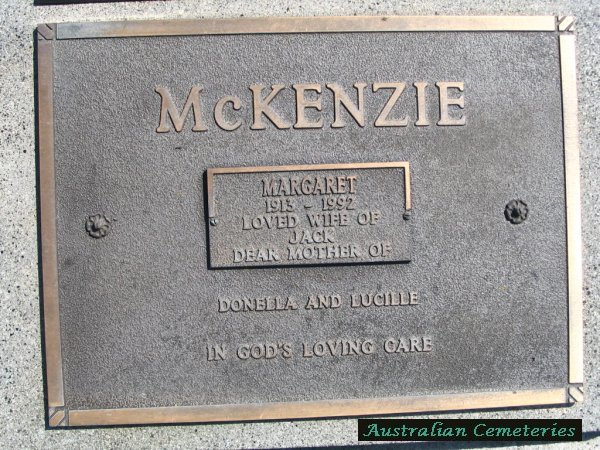 McKENZIE
MARGARET
1913 - 1992
LOVED WIFE OF
JACK
DEAR MOTHER OF
DONELLA AND LUCILLE
IN GOD'S LOVING CARE
Australian Cemeteries